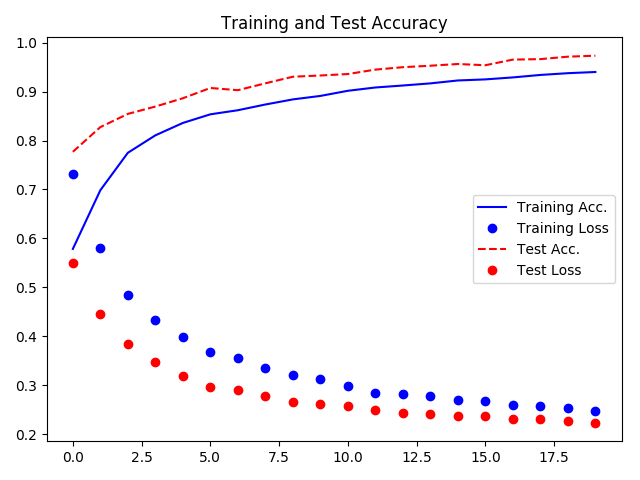 Training and Test Accuracy
1.0
0.9
0.8
0.7
0.6
0.5
0.4
0.3
0.2
Training Acc.
Training Loss
Test Acc.
Test Loss
0.0 2.5 5.0 7.5 10.0 12.5 15.0 17.5